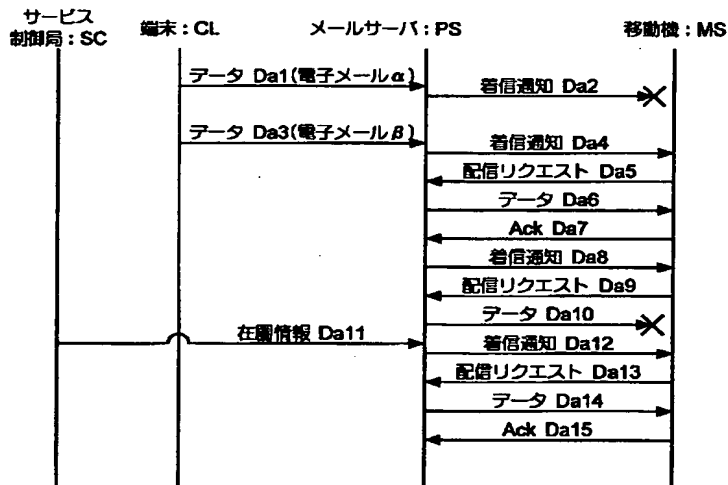 サービス
制御局：SC
端末：CL
メールサーバ：PS
移動機：MS
データ Da1(電子メールα)
着信通知 Da2
データ Da3(電子メールβ)
着信通知 Da4
配信リクエスト Da5
データ Da6
Ack Da7
着信通知 Da8
配信リクエスト Da9
データ Da10
在圏情報 Da11
着信通知 Da12
配信リクエスト Da13
データ Da14
Ack Da15